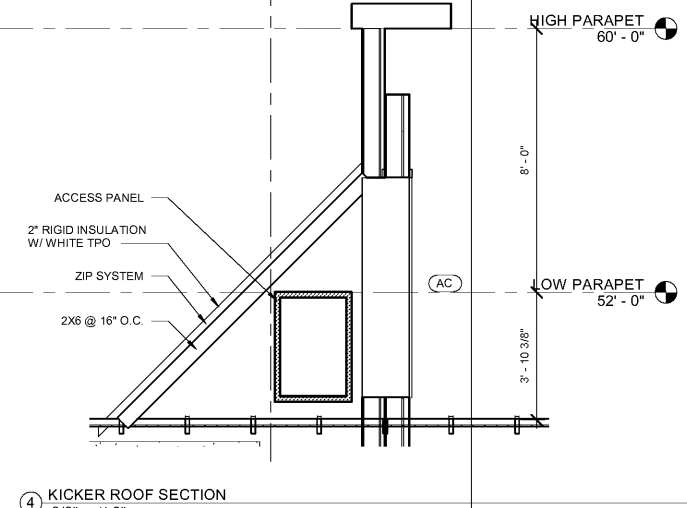 HIGH PARAPET
60' - 0"
8' - 0"
ACCESS PANEL
2" RIGID INSULATION
W/ WHITE TPO
ZIP SYSTEM
2X6 @ 16" O.C.
AC
LOW PARAPET
52' - 0"
3' - 10 3/8"
4
KICKER ROOF SECTION